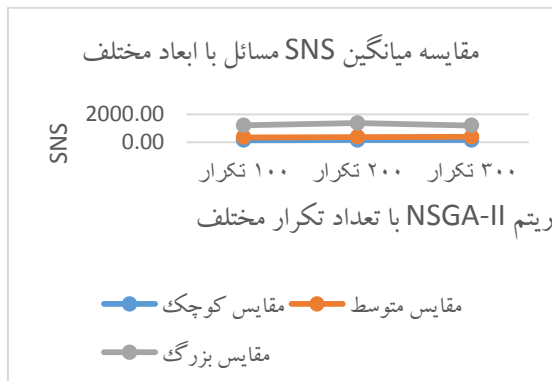 مقایسه میانگین SNS مسائل با ابعاد مختلف
2000.00
0.00
SNS
۱۰۰ تکرار ۲۰۰ تکرار ۳۰۰ تکرار
ریتم NSGA-II با تعداد تکرار مختلف
مقایس کوچک
مقایس متوسط
مقایس بزرگ